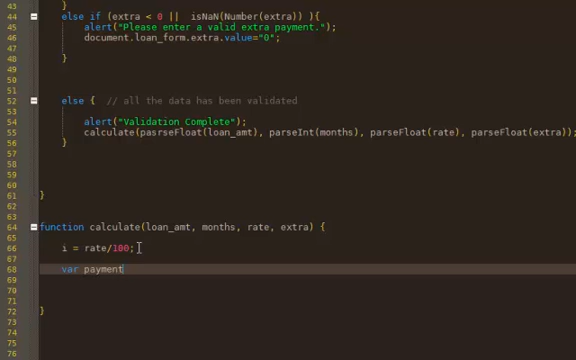 43 }
44 else if (extra < 0 || isNaN(Number(extra)) ){
45 alert("Please enter a valid extra payment.");
46 document.loan_form.extra.value="0";
47
48 }
49
50
51
52 else { // all the data has been validated
53
54 alert("Validation Complete");
55 calculate(pasrseFloat(loan_amt), parseInt(months), parseFloat(rate), parseFloat(extra));
56 }
57
58
59
60
61 }
62
63
64 function calculate(loan_amt, months, rate, extra) {
65
66 i = rate/100;
67
68 var payment
69
70
71
72 }
73
74
75
76